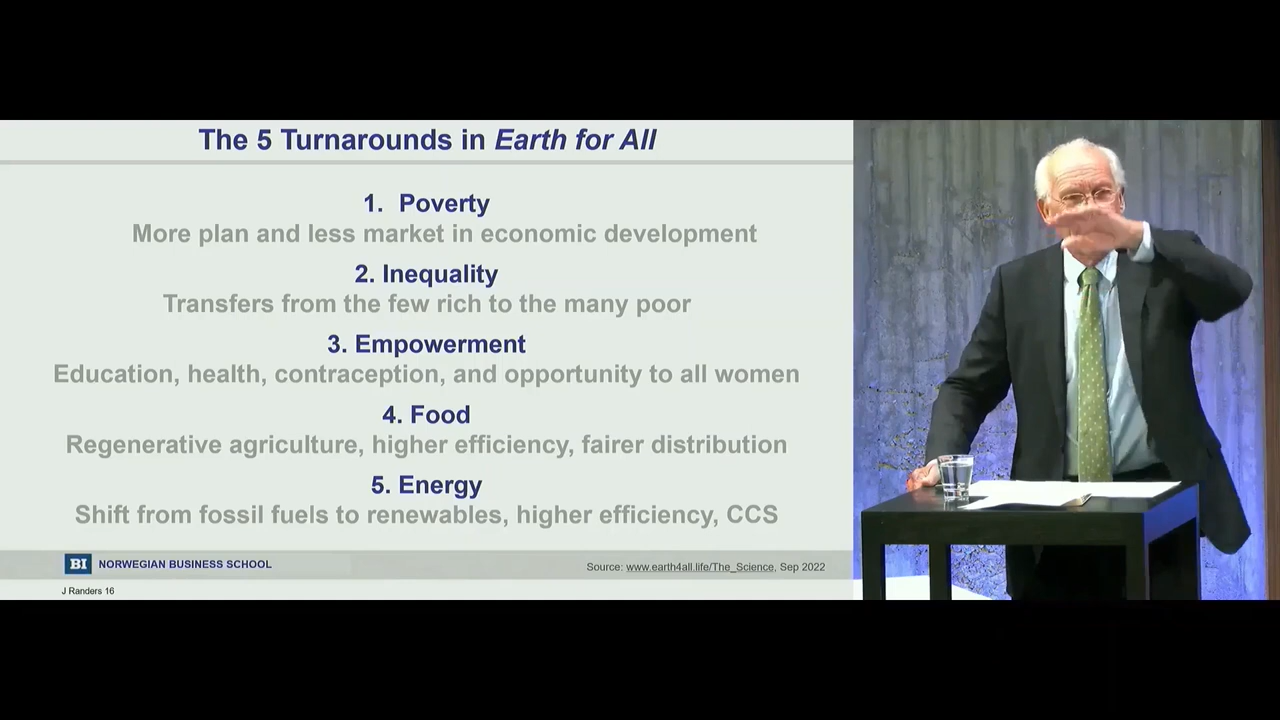 The 5 Turnarounds in Earth for All
1. Poverty
More plan and less market in economic development
2. Inequality
Transfers from the few rich to the many poor
3. Empowerment
Education, health, contraception, and opportunity to all women
4. Food
Regenerative agriculture, higher efficiency, fairer distribution
5. Energy
Shift from fossil fuels to renewables, higher efficiency, CCS
BI NORWEGIAN BUSINESS SCHOOL
Source: www.earth4all.life/The_Science, Sep 2022
J Randers 16